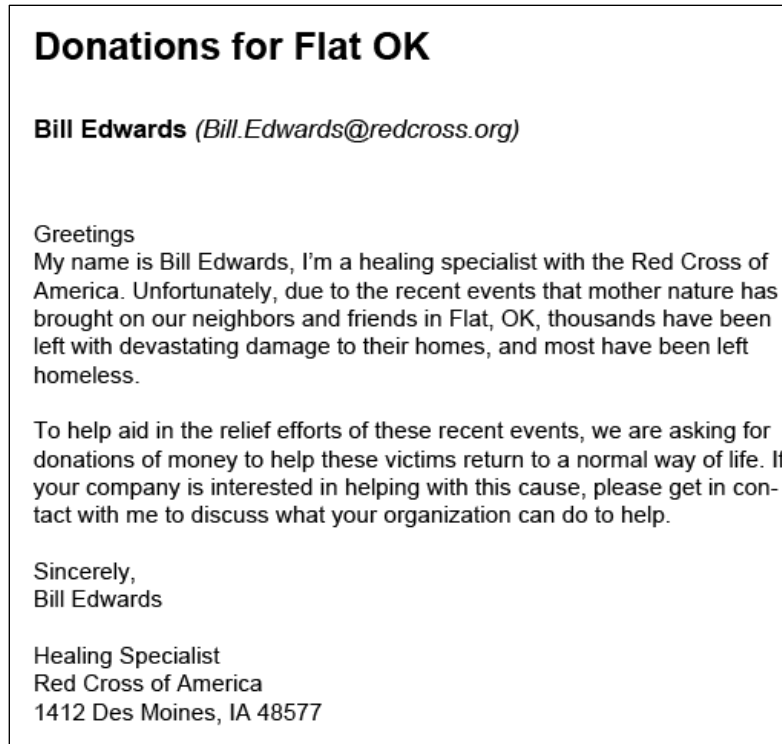 Donations for Flat OK
Bill Edwards (Bill.Edwards@redcross.org)
Greetings
My name is Bill Edwards, I'm a healing specialist with the Red Cross of
America. Unfortunately, due to the recent events that mother nature has
brought on our neighbors and friends in Flat, OK, thousands have been
left with devastating damage to their homes, and most have been left
homeless.
To help aid in the relief efforts of these recent events, we are asking for
donations of money to help these victims return to a normal way of life. If
your company is interested in helping with this cause, please get in con-
tact with me to discuss what your organization can do to help.
Sincerely,
Bill Edwards
Healing Specialist
Red Cross of America
1412 Des Moines, IA 48577